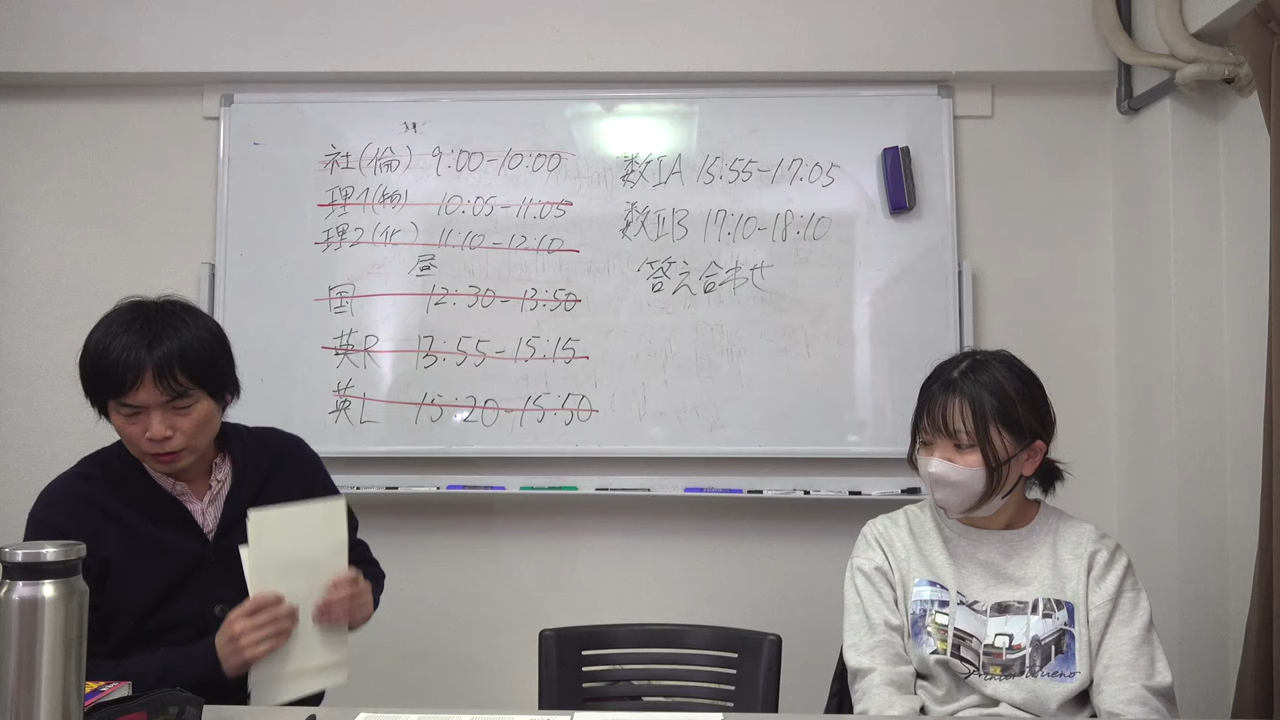 社(倫) 9:00-10:00
理1(物) 10:05-11:05
理2(化) 11:10-12:10
昼
国 12:30-13:50
英R 13:55-15:15
英L 15:20-15:50
数IA 15:55-17:05
数IIB 17:10-18:10
答え合わせ
Sprinter Trueno